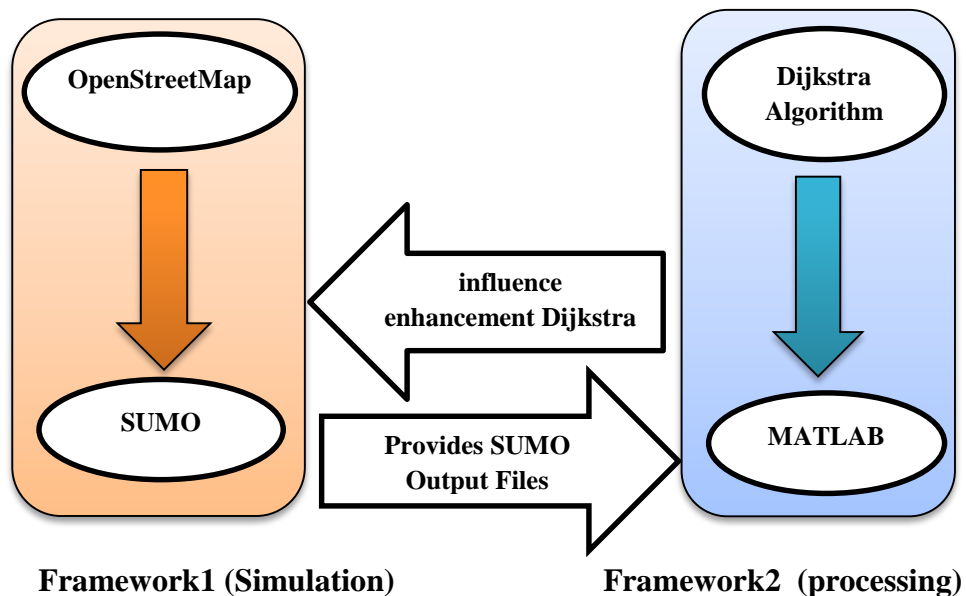 OpenStreetMap
SUMO
influence
enhancement Dijkstra
Provides SUMO
Output Files
Dijkstra
Algorithm
MATLAB
Framework1 (Simulation)
Framework2 (processing)